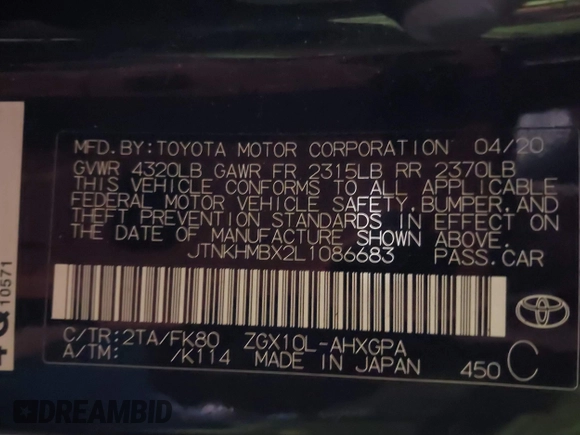 MFD. BY: TOYOTA MOTOR CORPORATION 04/20
GVWR 4320LB GAWR FR 2315LB RR 2370LB
THIS VEHICLE CONFORMS TO ALL APPLICABLE
FEDERAL MOTOR VEHICLE SAFETY, BUMPER, AND
THEFT PREVENTION STANDARDS IN EFFECT ON
THE DATE OF MANUFACTURE SHOWN ABOVE.
JTNKHMBX2L1086683 PASS. CAR
C/TR: 2TA/FK80 ZGX10L-AHXGPA
A/TM: /K114 MADE IN JAPAN 450 C
10571
DREAMBID